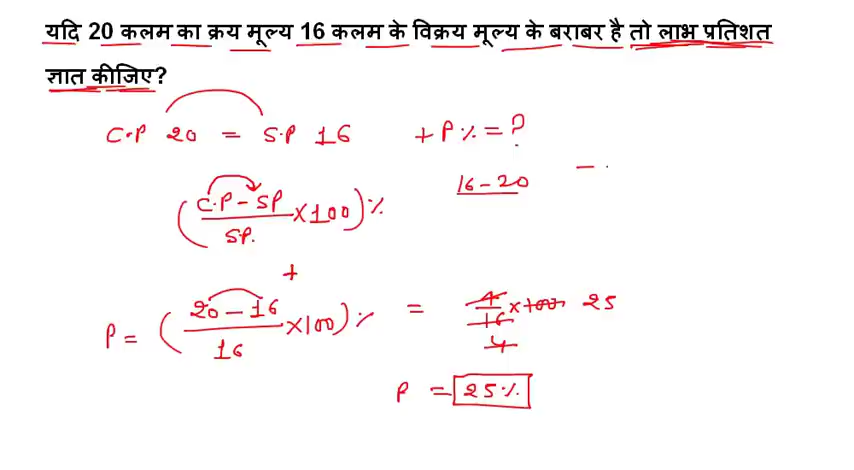 यदि 20 कलम का क्रय मूल्य 16 कलम के विक्रय मूल्य के बराबर है तो लाभ प्रतिशत
ज्ञात कीजिए?
C.P 20 = S.P 16 + P % = ?
16 - 20 -
(C.P - SP / S.P. × 100) %
+
P = (20 - 16 / 16 × 100) % = 4 / 16 × 100 25
4
P = 25 %